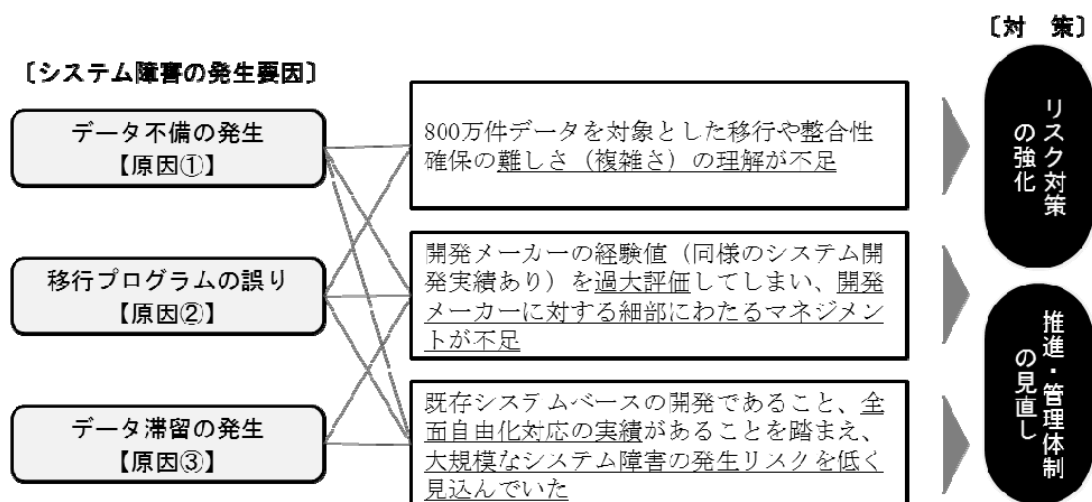 〔システム障害の発生要因〕
データ不備の発生
【原因①】
移行プログラムの誤り
【原因②】
データ滞留の発生
【原因③】
800万件データを対象とした移行や整合性
確保の難しさ（複雑さ）の理解が不足
開発メーカーの経験値（同様のシステム開
発実績あり）を過大評価してしまい、開発
メーカーに対する細部にわたるマネジメン
トが不足
既存システムベースの開発であること、全
面自由化対応の実績があることを踏まえ、
大規模なシステム障害の発生リスクを低く
見込んでいた
〔対　策〕
リスク対策
の強化
推進・管理体制
の見直し